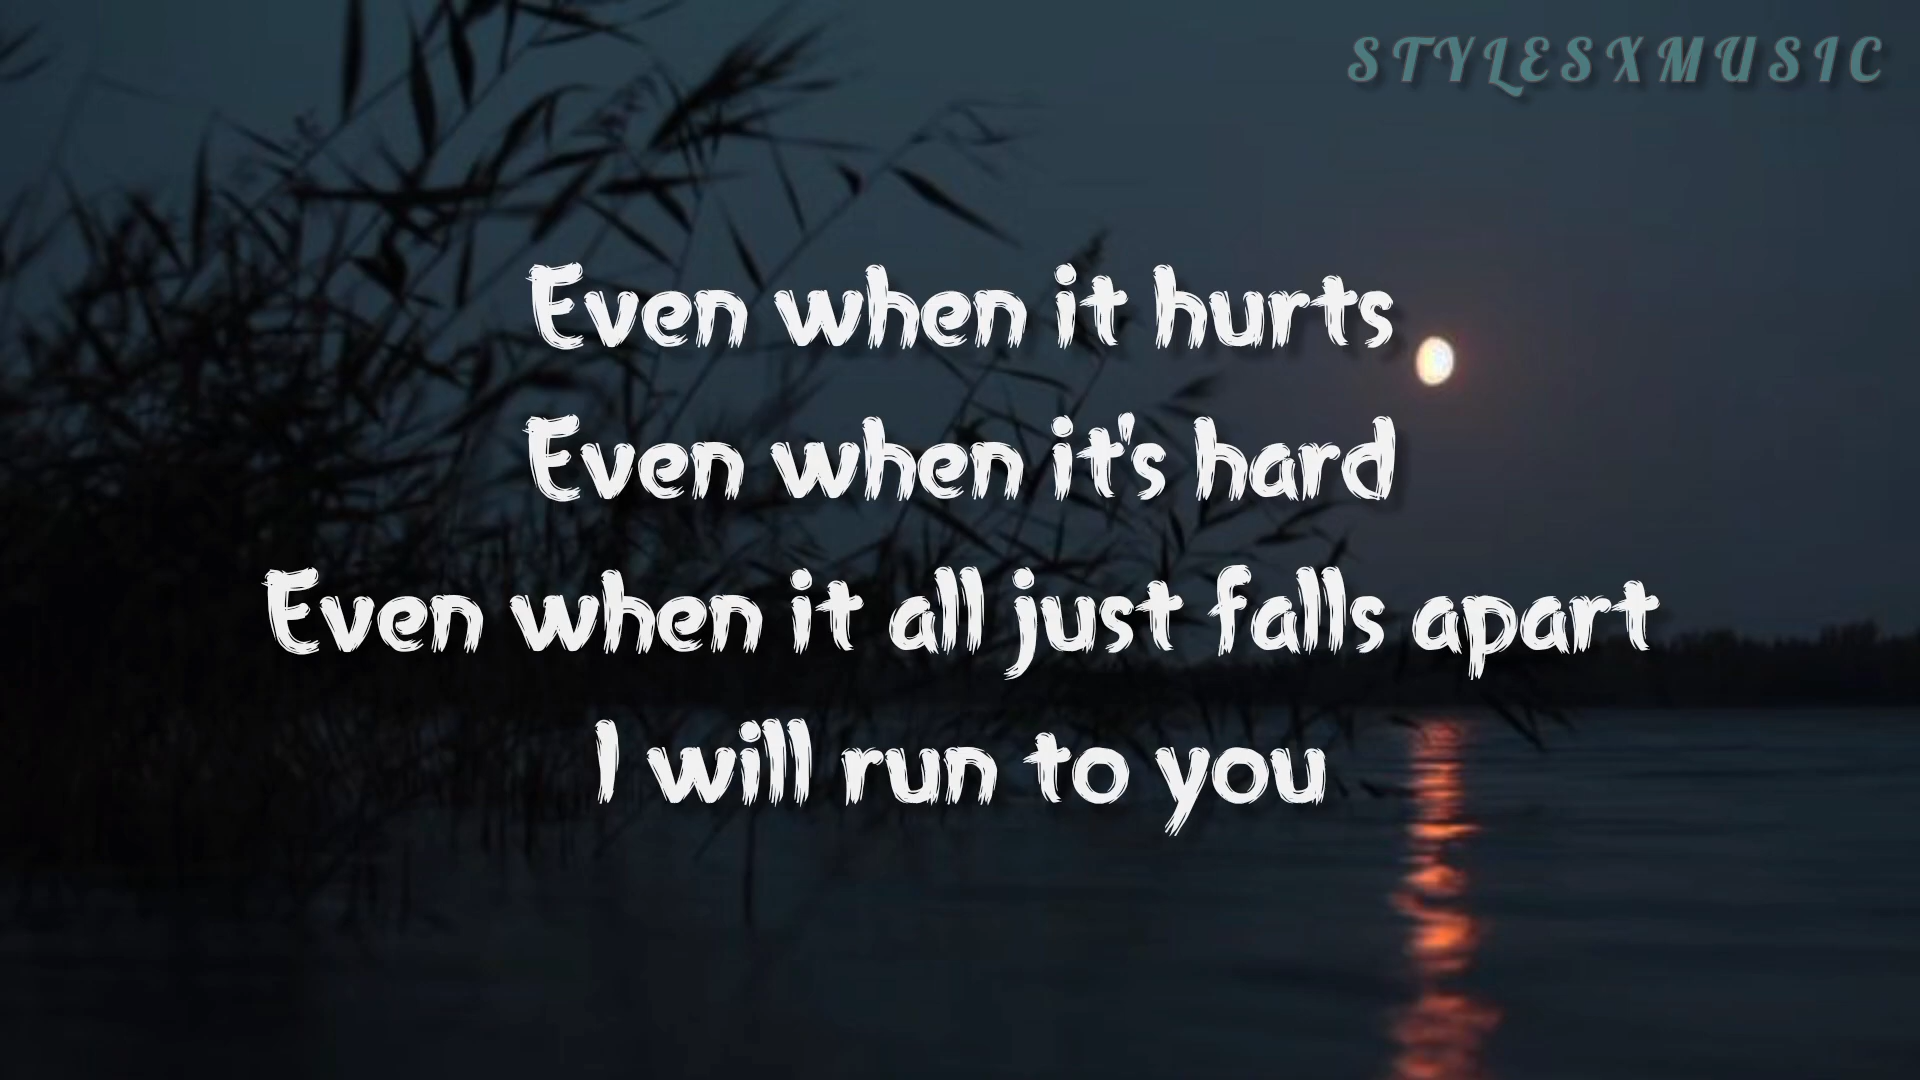 STYLESXMUSIC
Even when it hurts
Even when it's hard
Even when it all just falls apart
I will run to you